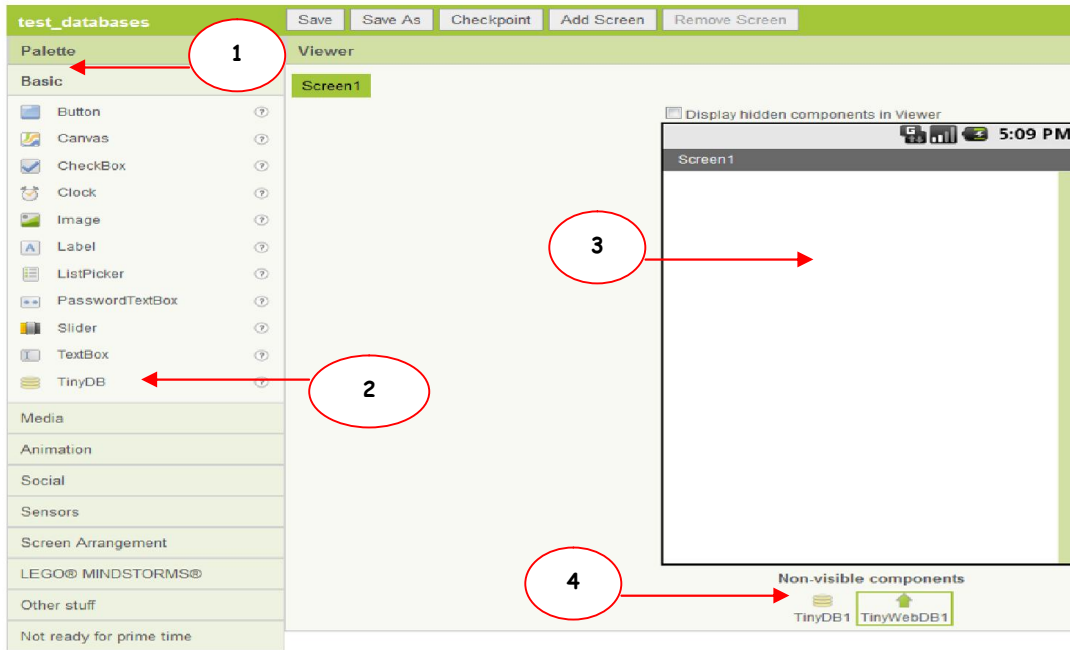 test_databases
Save Save As Checkpoint Add Screen Remove Screen
Palette
Viewer
Basic
Screen1
Button ?
Canvas ?
CheckBox ?
Clock ?
Image ?
Label ?
ListPicker ?
PasswordTextBox ?
Slider ?
TextBox ?
TinyDB ?
Media
Animation
Social
Sensors
Screen Arrangement
LEGO® MINDSTORMS®
Other stuff
Not ready for prime time
Display hidden components in Viewer
5:09 PM
Screen1
Non-visible components
TinyDB1 TinyWebDB1
1
2
3
4